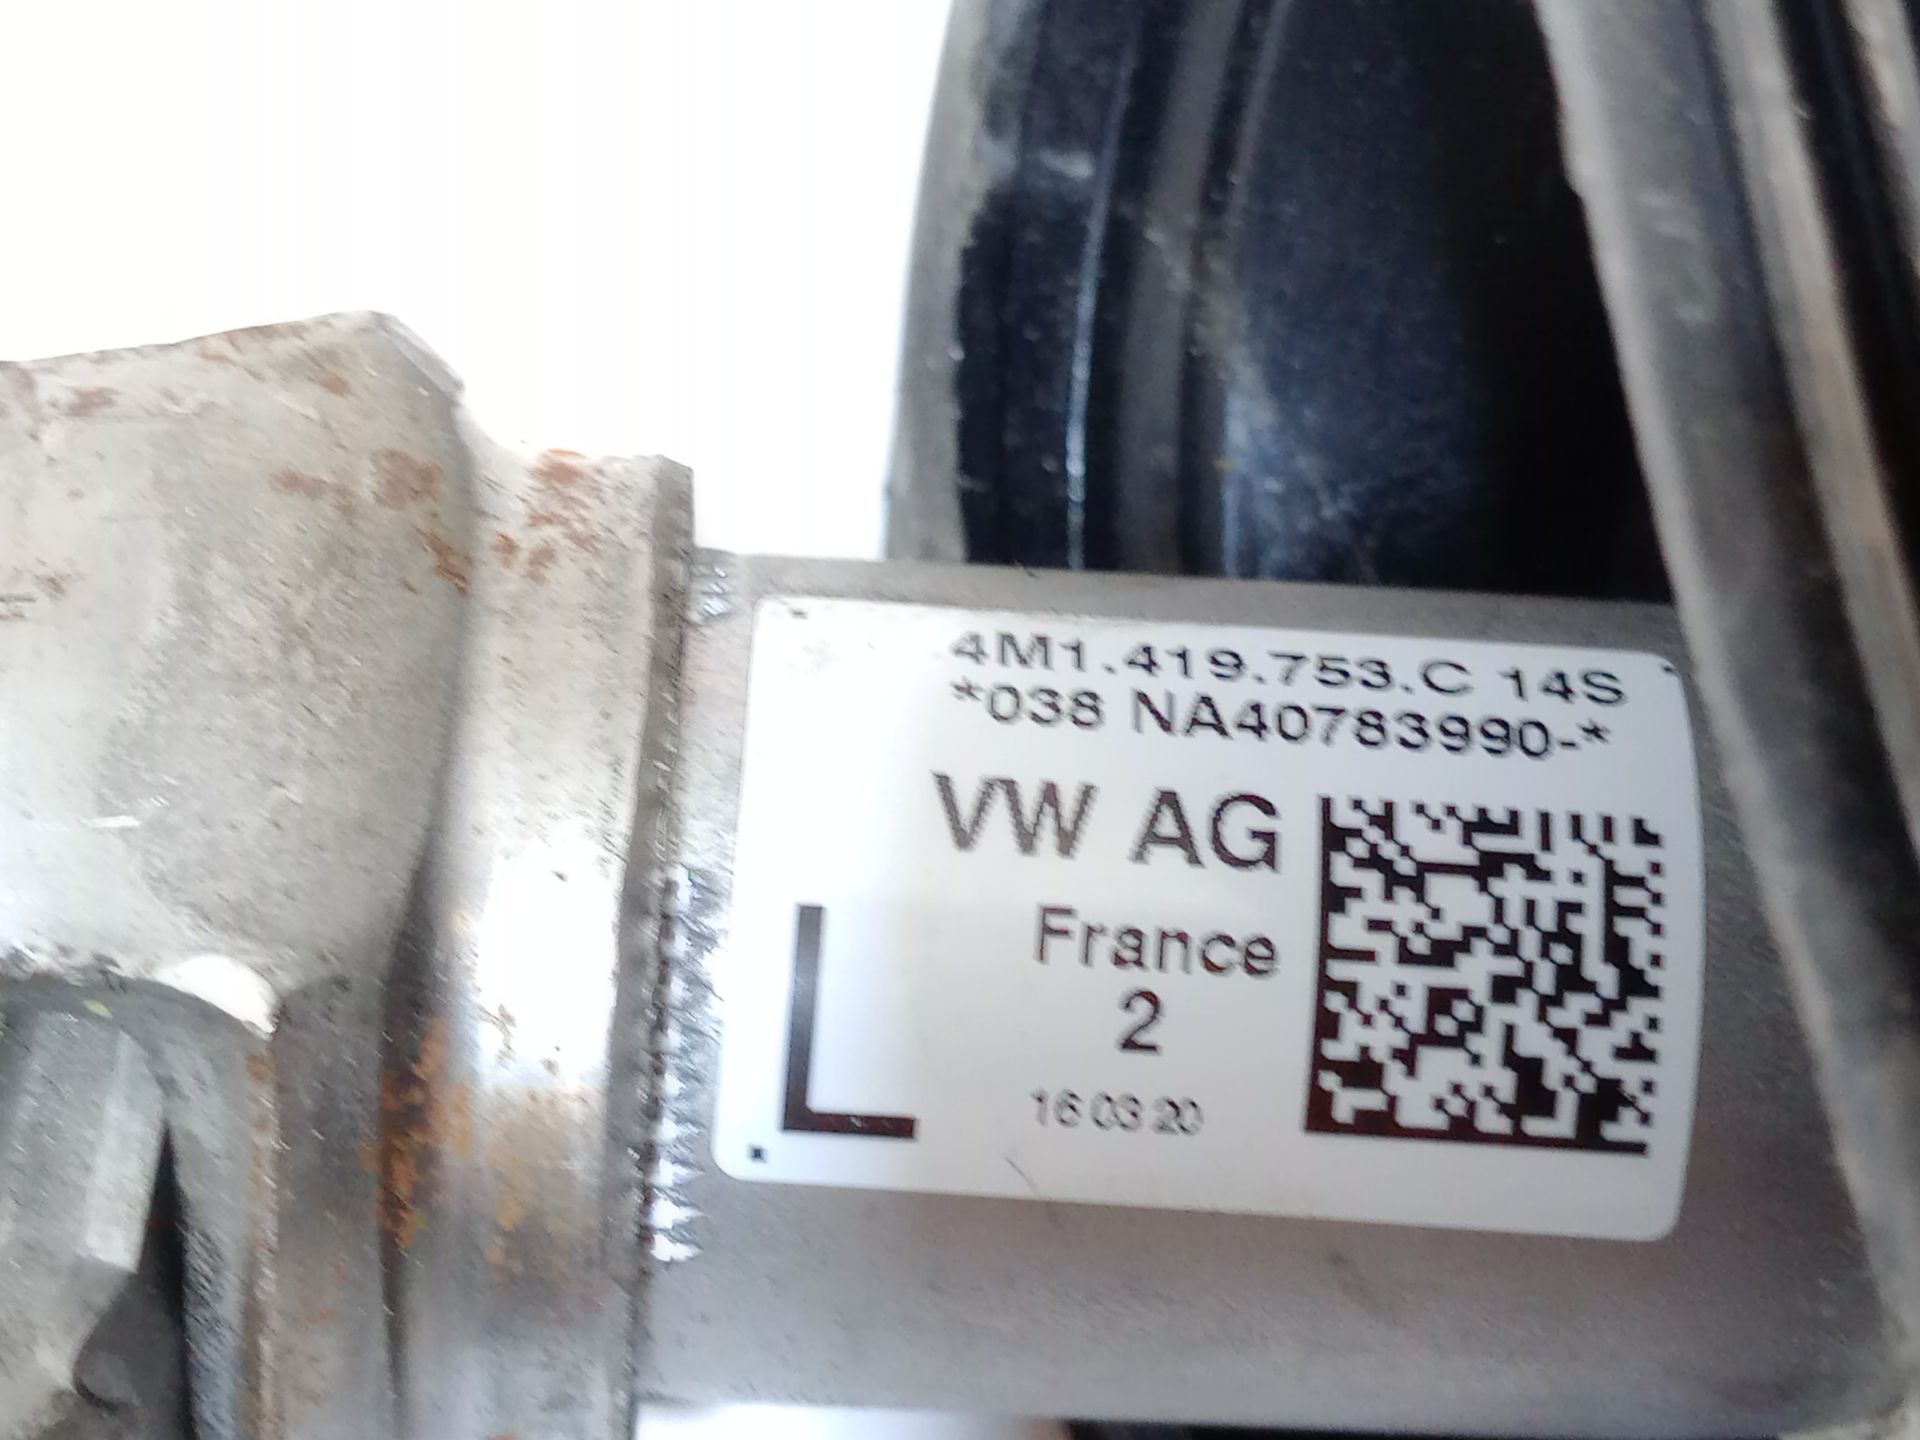 4M1.419.753.C 14S
*038 NA40783990-*
VW AG
L
France
2
16 03 20